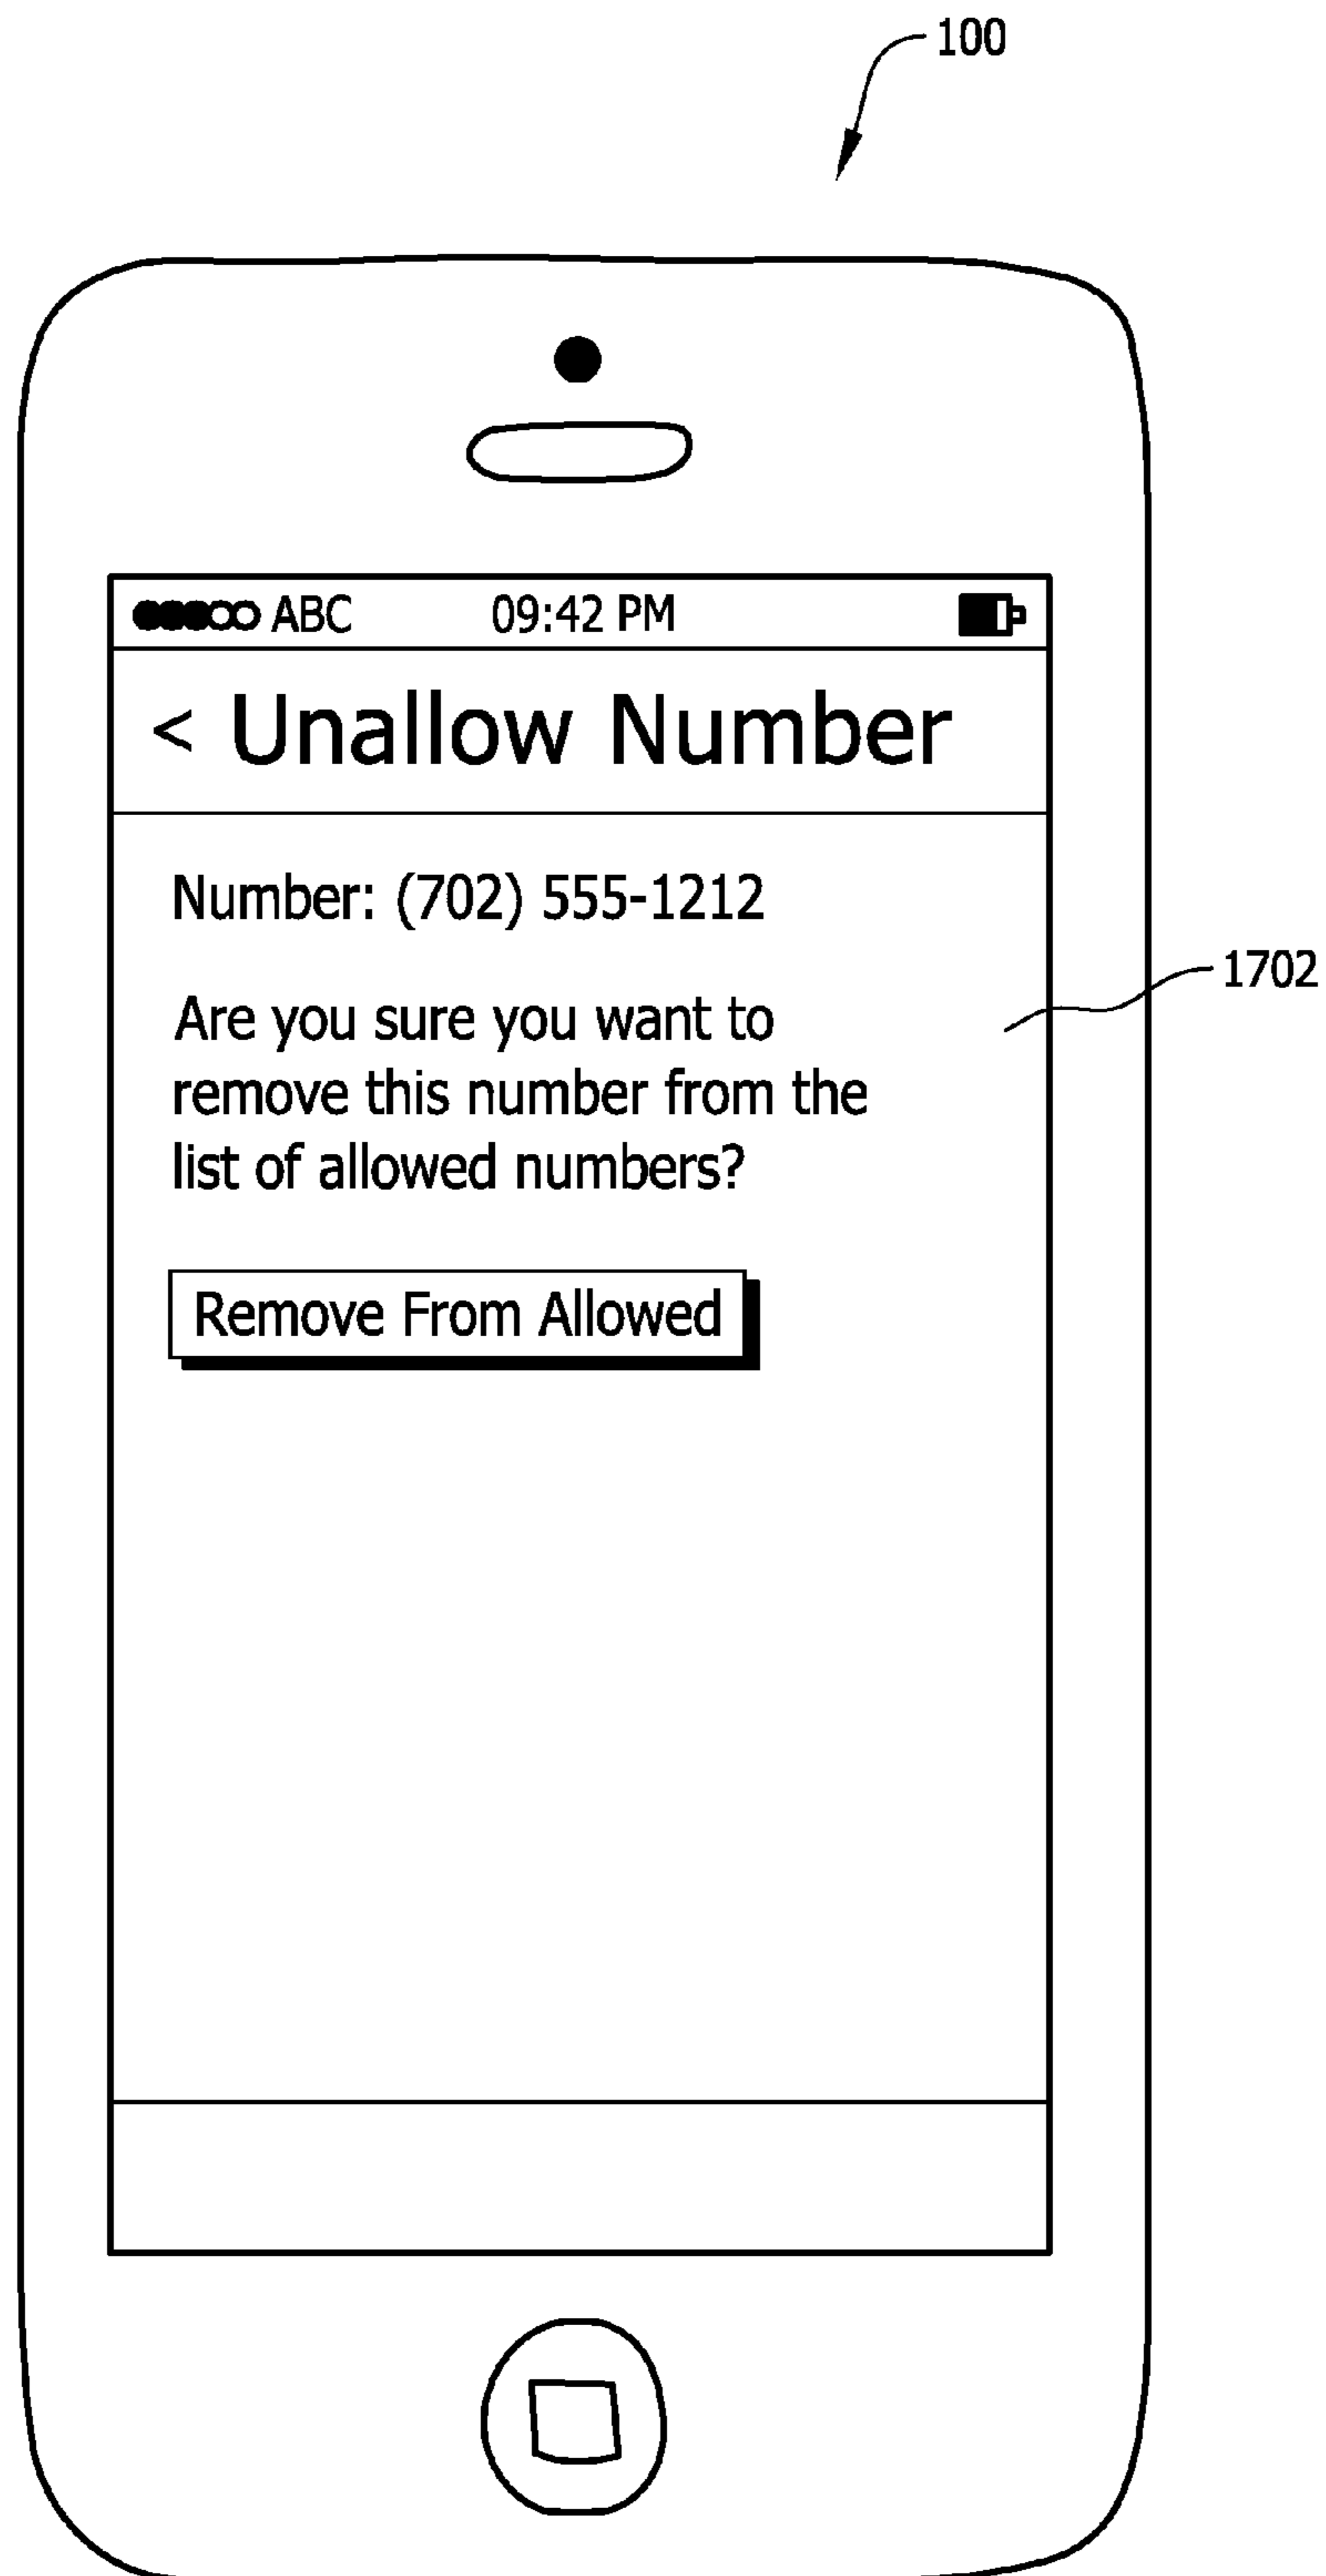 100
ABC 09:42 PM
< Unallow Number
Number: (702) 555-1212
1702
Are you sure you want to
remove this number from the
list of allowed numbers?
Remove From Allowed